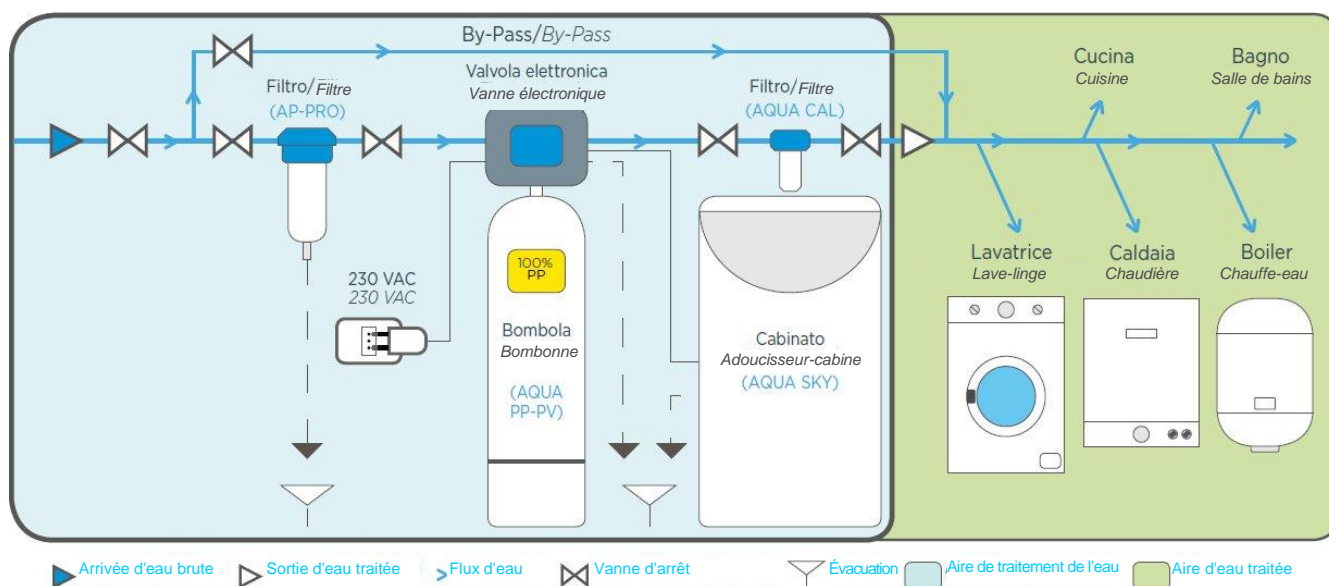 By-Pass/By-Pass
Valvola elettronica
Vanne électronique
Filtro/Filtre
(AP-PRO)
Filtro/Filtre
(AQUA CAL)
Cucina
Cuisine
Bagno
Salle de bains
230 VAC
230 VAC
100%
PP
Bombola
Bombonne
(AQUA
PP-PV)
Cabinato
Adoucisseur-cabine
(AQUA SKY)
Lavatrice
Lave-linge
Caldaia
Chaudière
Boiler
Chauffe-eau
Arrivée d'eau brute
Sortie d'eau traitée
Flux d'eau
Vanne d'arrêt
Évacuation
Aire de traitement de l'eau
Aire d'eau traitée